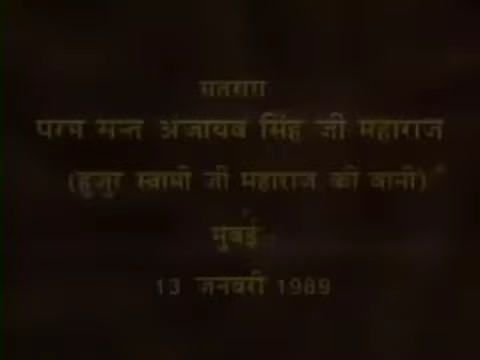 सतसंग
परम सन्त अजायब सिंह जी महाराज
(हुजुर स्वामी जी महाराज की बानी)
मुंबई
13 जनवरी 1989